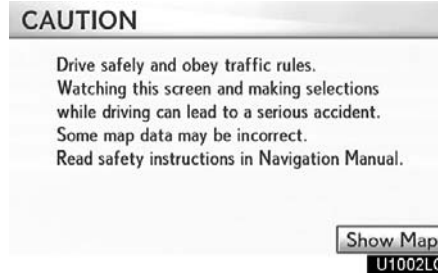 CAUTION
Drive safely and obey traffic rules.
Watching this screen and making selections
while driving can lead to a serious accident.
Some map data may be incorrect.
Read safety instructions in Navigation Manual.
Show Map